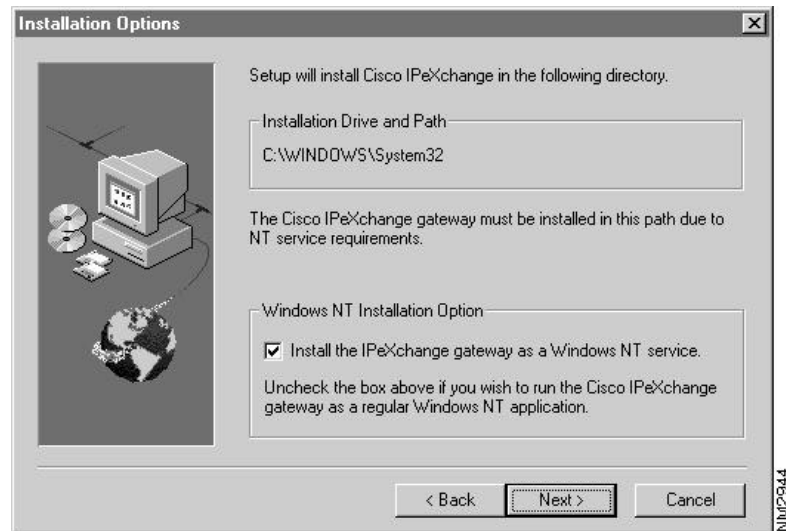 Installation Options
Setup will install Cisco IPeXchange in the following directory.
Installation Drive and Path
C:\WINDOWS\System32
The Cisco IPeXchange gateway must be installed in this path due to
NT service requirements.
Windows NT Installation Option
Install the IPeXchange gateway as a Windows NT service.
Uncheck the box above if you wish to run the Cisco IPeXchange
gateway as a regular Windows NT application.
< Back
Next >
Cancel
NM2944